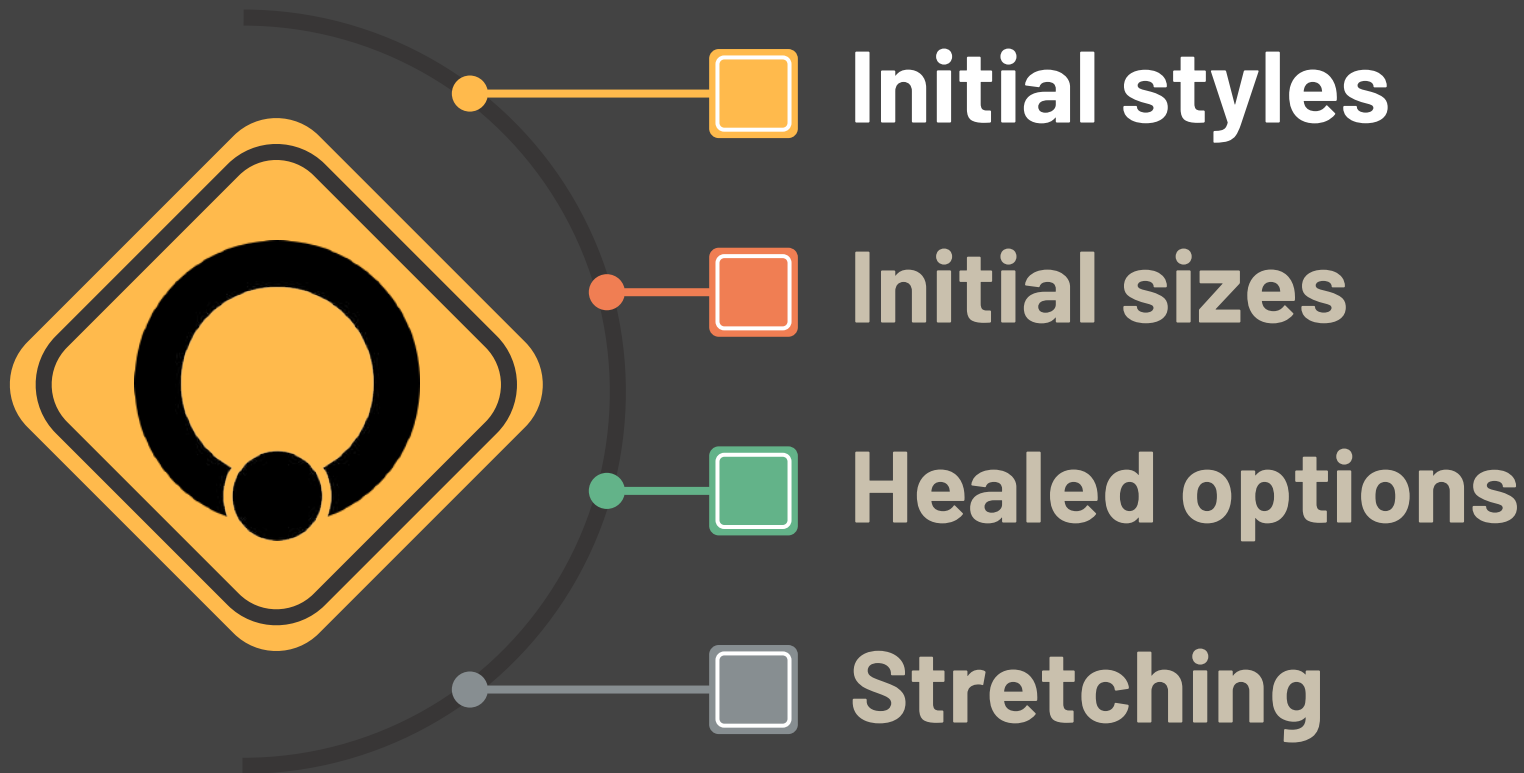 Initial styles
Initial sizes
Healed options
Stretching